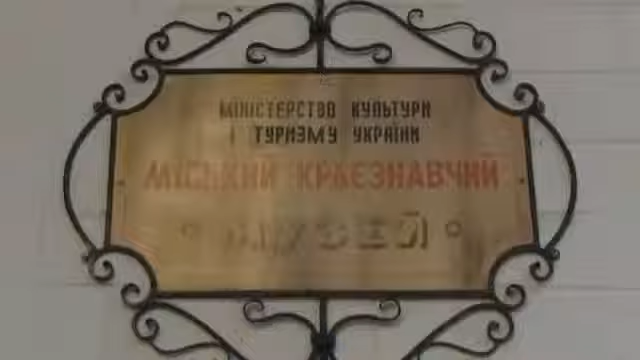 МІНІСТЕРСТВО КУЛЬТУРИ
І ТУРИЗМУ УКРАЇНИ
МІСЬКИЙ КРАЄЗНАВЧИЙ
МУЗЕЙ